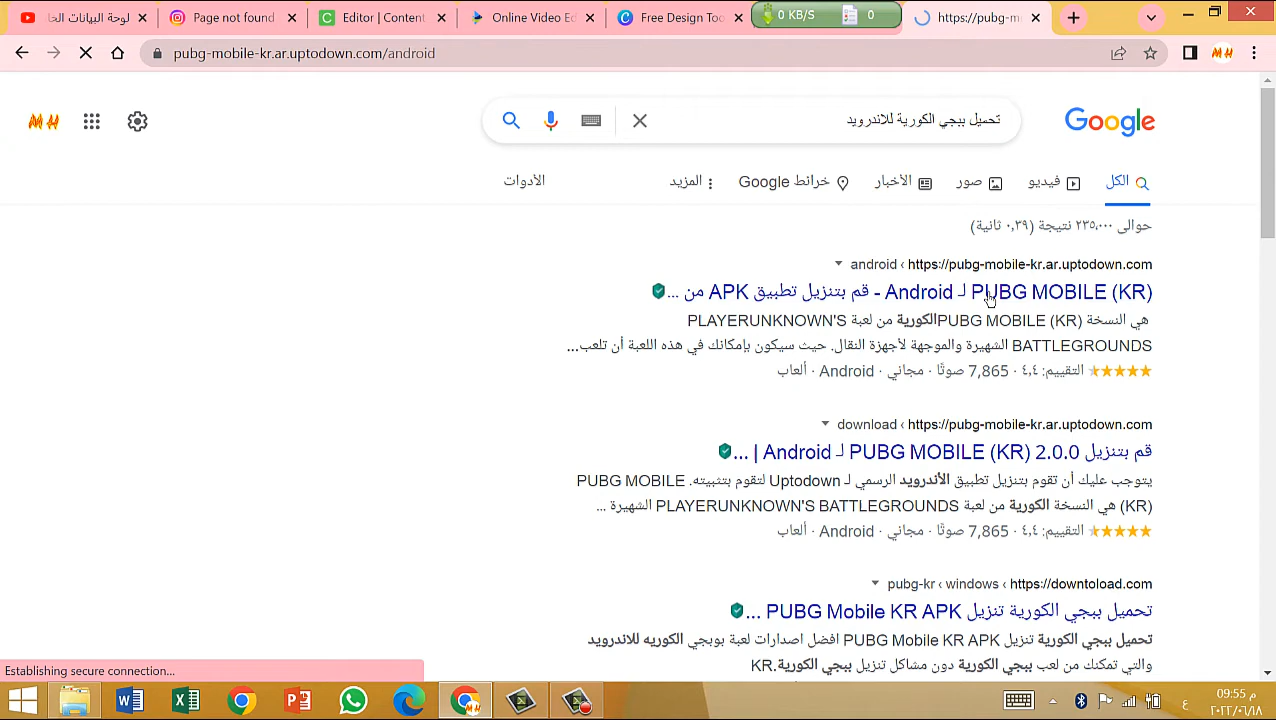 لوحة البيانات الحا
Page not found
Editor | Content
Online Video Ed
Free Design Too
0 KB/S
0
https://pubg-m
pubg-mobile-kr.ar.uptodown.com/android
MH
MH
تحميل ببجي الكورية للاندرويد
Google
الكل
فيديو
صور
الأخبار
خرائط Google
المزيد
الأدوات
حوالى ٢٣٥,٠٠٠ نتيجة (٠,٣٩ ثانية)
https://pubg-mobile-kr.ar.uptodown.com › android
PUBG MOBILE (KR) لـ Android - قم بتنزيل تطبيق APK من ...
PUBG MOBILE (KR) هي النسخة الكورية من لعبة PLAYERUNKNOWN'S
BATTLEGROUNDS الشهيرة والموجهة لأجهزة النقال. حيث سيكون بإمكانك في هذه اللعبة أن تلعب...
التقييم: ٤,٤ · 7,865 صوتًا · مجاني · Android · ألعاب
https://pubg-mobile-kr.ar.uptodown.com › download
قم بتنزيل PUBG MOBILE (KR) 2.0.0 لـ Android | ...
يتوجب عليك أن تقوم بتنزيل تطبيق الأندرويد الرسمي لـ Uptodown لتقوم بتثبيته. PUBG MOBILE
(KR) هي النسخة الكورية من لعبة PLAYERUNKNOWN'S BATTLEGROUNDS الشهيرة ...
التقييم: ٤,٤ · 7,865 صوتًا · مجاني · Android · ألعاب
https://downtoload.com › windows › pubg-kr
تحميل ببجي الكورية تنزيل PUBG Mobile KR APK ...
تحميل ببجي الكورية تنزيل PUBG Mobile KR APK افضل اصدارات لعبة بوبجي الكوريه للاندرويد
والتي تمكنك من لعب ببجي الكورية دون مشاكل تنزيل ببجي الكورية.KR
Establishing secure connection...
ع
09:55 م
٢٠٢٢/٠٦/١٨